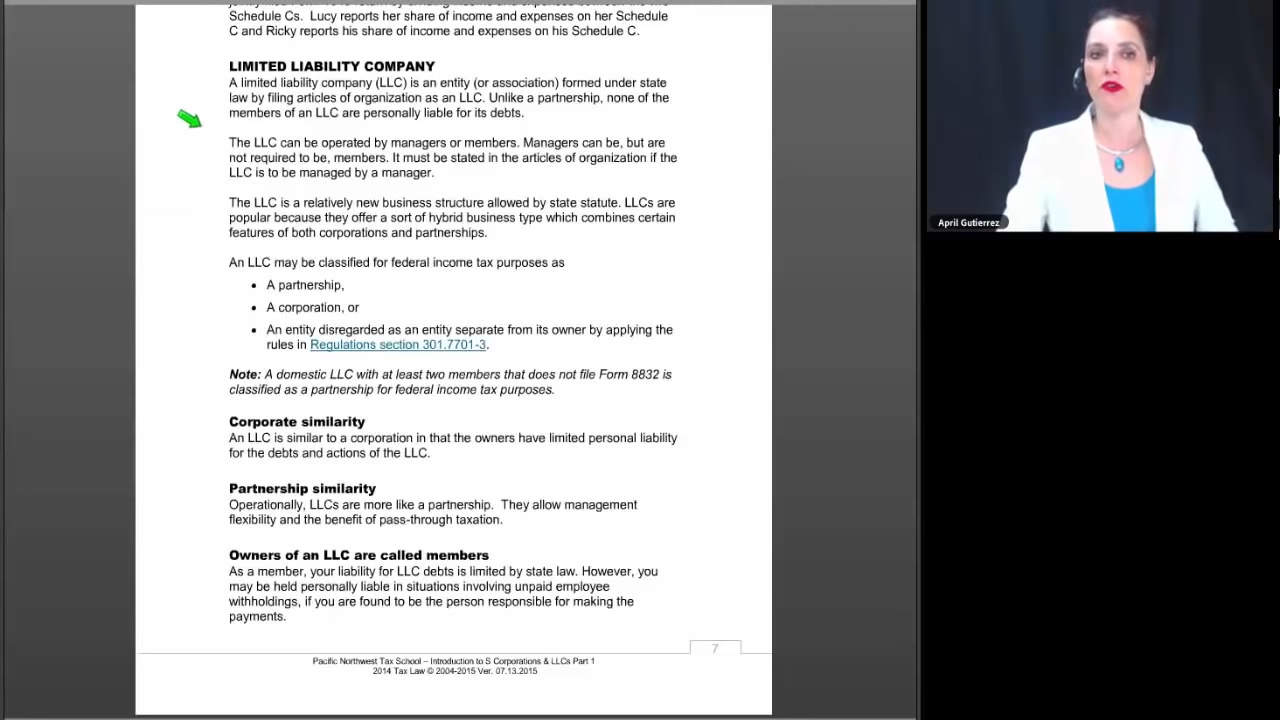 Schedule Cs. Lucy reports her share of income and expenses on her Schedule
C and Ricky reports his share of income and expenses on his Schedule C.
LIMITED LIABILITY COMPANY
A limited liability company (LLC) is an entity (or association) formed under state
law by filing articles of organization as an LLC. Unlike a partnership, none of the
members of an LLC are personally liable for its debts.
The LLC can be operated by managers or members. Managers can be, but are
not required to be, members. It must be stated in the articles of organization if the
LLC is to be managed by a manager.
The LLC is a relatively new business structure allowed by state statute. LLCs are
popular because they offer a sort of hybrid business type which combines certain
features of both corporations and partnerships.
An LLC may be classified for federal income tax purposes as
• A partnership,
• A corporation, or
• An entity disregarded as an entity separate from its owner by applying the
rules in Regulations section 301.7701-3.
Note: A domestic LLC with at least two members that does not file Form 8832 is
classified as a partnership for federal income tax purposes.
Corporate similarity
An LLC is similar to a corporation in that the owners have limited personal liability
for the debts and actions of the LLC.
Partnership similarity
Operationally, LLCs are more like a partnership. They allow management
flexibility and the benefit of pass-through taxation.
Owners of an LLC are called members
As a member, your liability for LLC debts is limited by state law. However, you
may be held personally liable in situations involving unpaid employee
withholdings, if you are found to be the person responsible for making the
payments.
7
Pacific Northwest Tax School – Introduction to S Corporations & LLCs Part 1
2014 Tax Law © 2004-2015 Ver. 07.13.2015
April Gutierrez